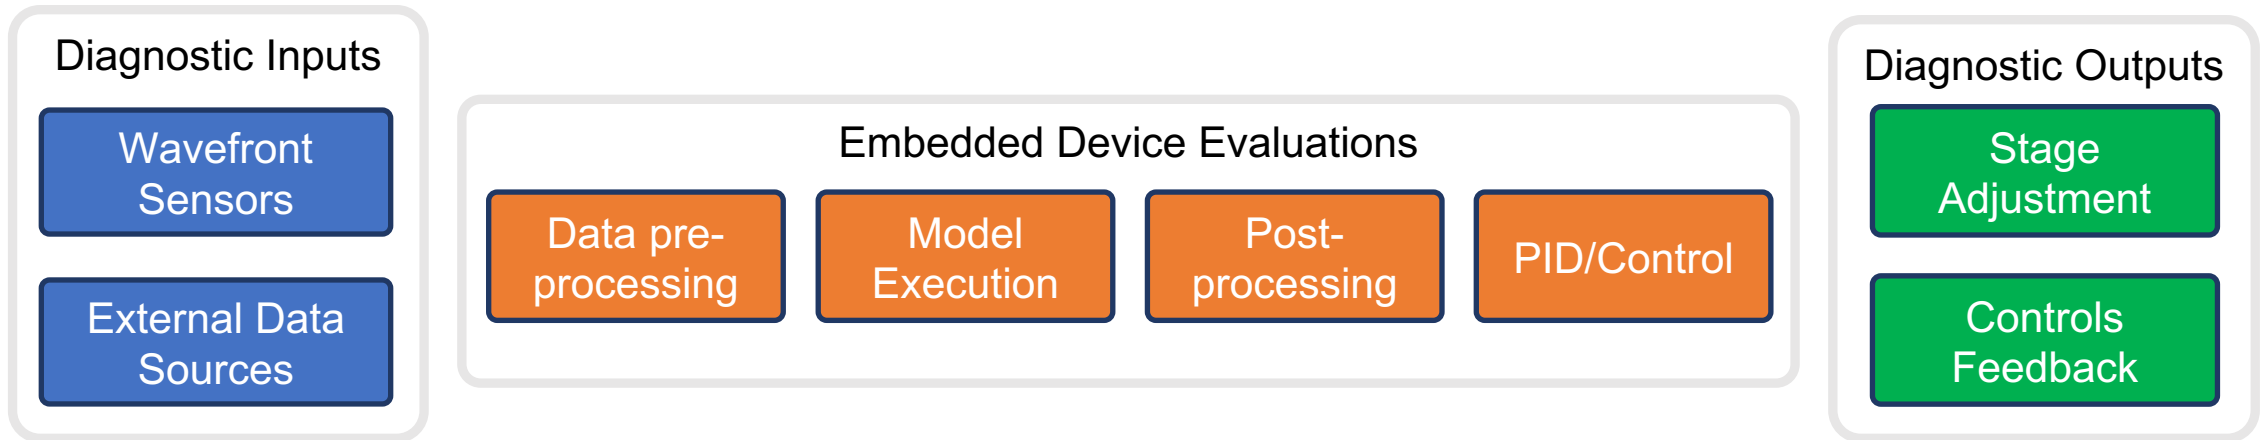 Diagnostic Inputs
Wavefront
Sensors
External Data
Sources
Embedded Device Evaluations
Data pre-
processing
Model
Execution
Post-
processing
PID/Control
Diagnostic Outputs
Stage
Adjustment
Controls
Feedback